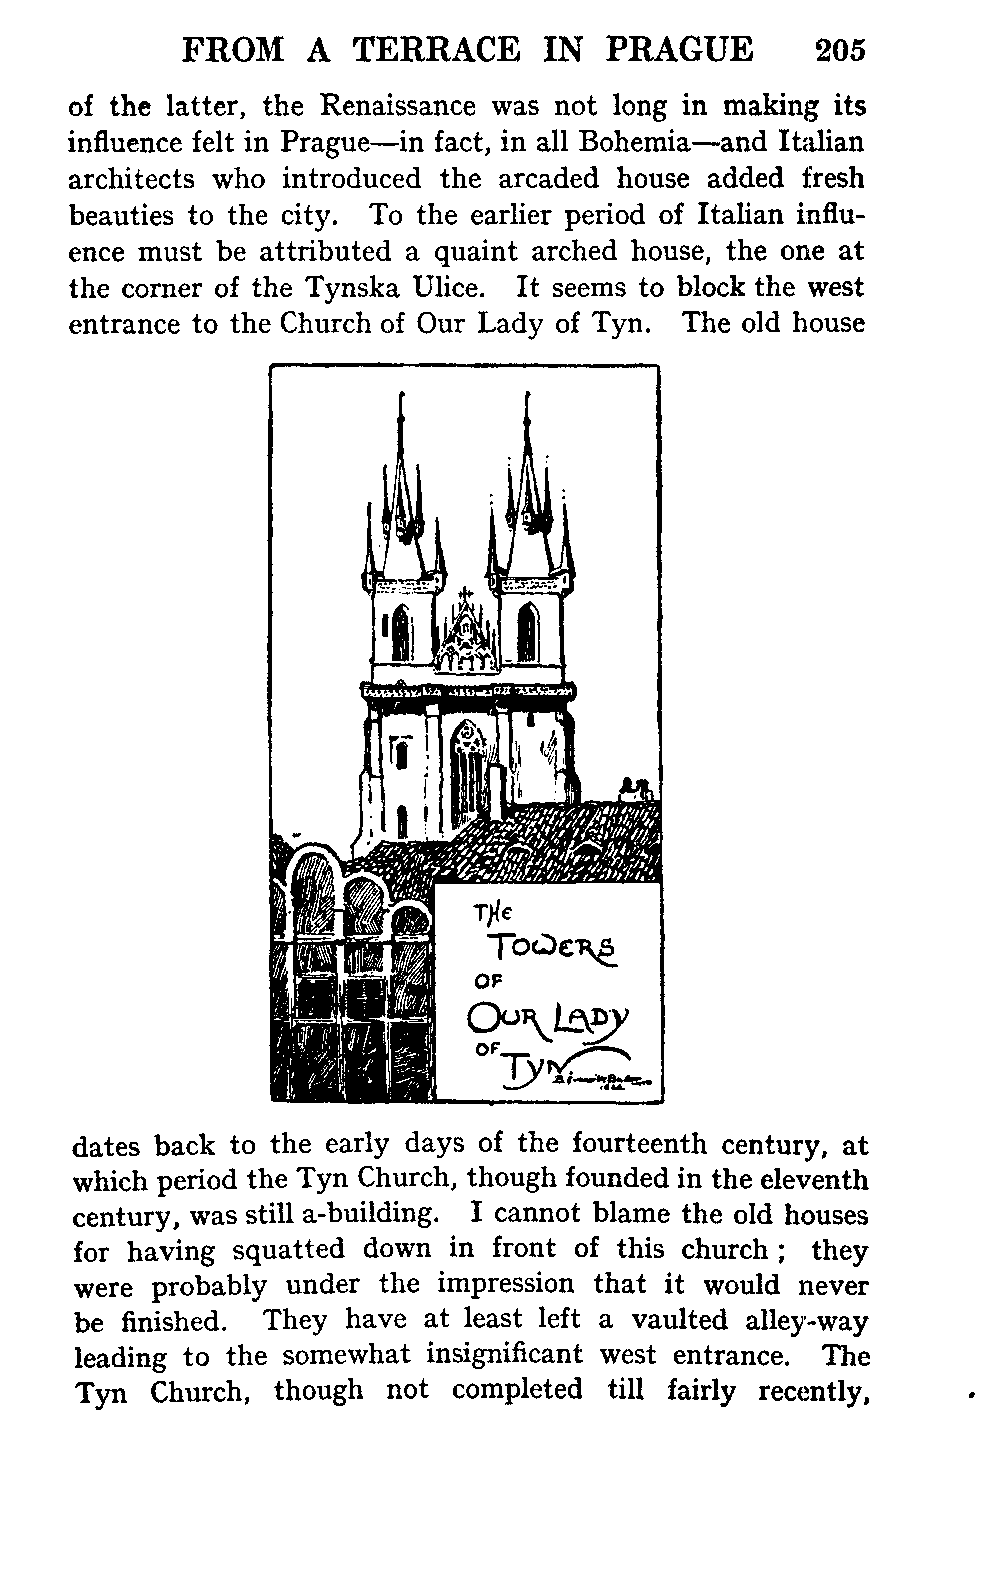 FROM A TERRACE IN PRAGUE 205
of the latter, the Renaissance was not long in making its
influence felt in Prague—in fact, in all Bohemia—and Italian
architects who introduced the arcaded house added fresh
beauties to the city. To the earlier period of Italian influ-
ence must be attributed a quaint arched house, the one at
the corner of the Tynska Ulice. It seems to block the west
entrance to the Church of Our Lady of Tyn. The old house
THE
TOWERS
OF
OUR LADY
OF
TYN
dates back to the early days of the fourteenth century, at
which period the Tyn Church, though founded in the eleventh
century, was still a-building. I cannot blame the old houses
for having squatted down in front of this church ; they
were probably under the impression that it would never
be finished. They have at least left a vaulted alley-way
leading to the somewhat insignificant west entrance. The
Tyn Church, though not completed till fairly recently,